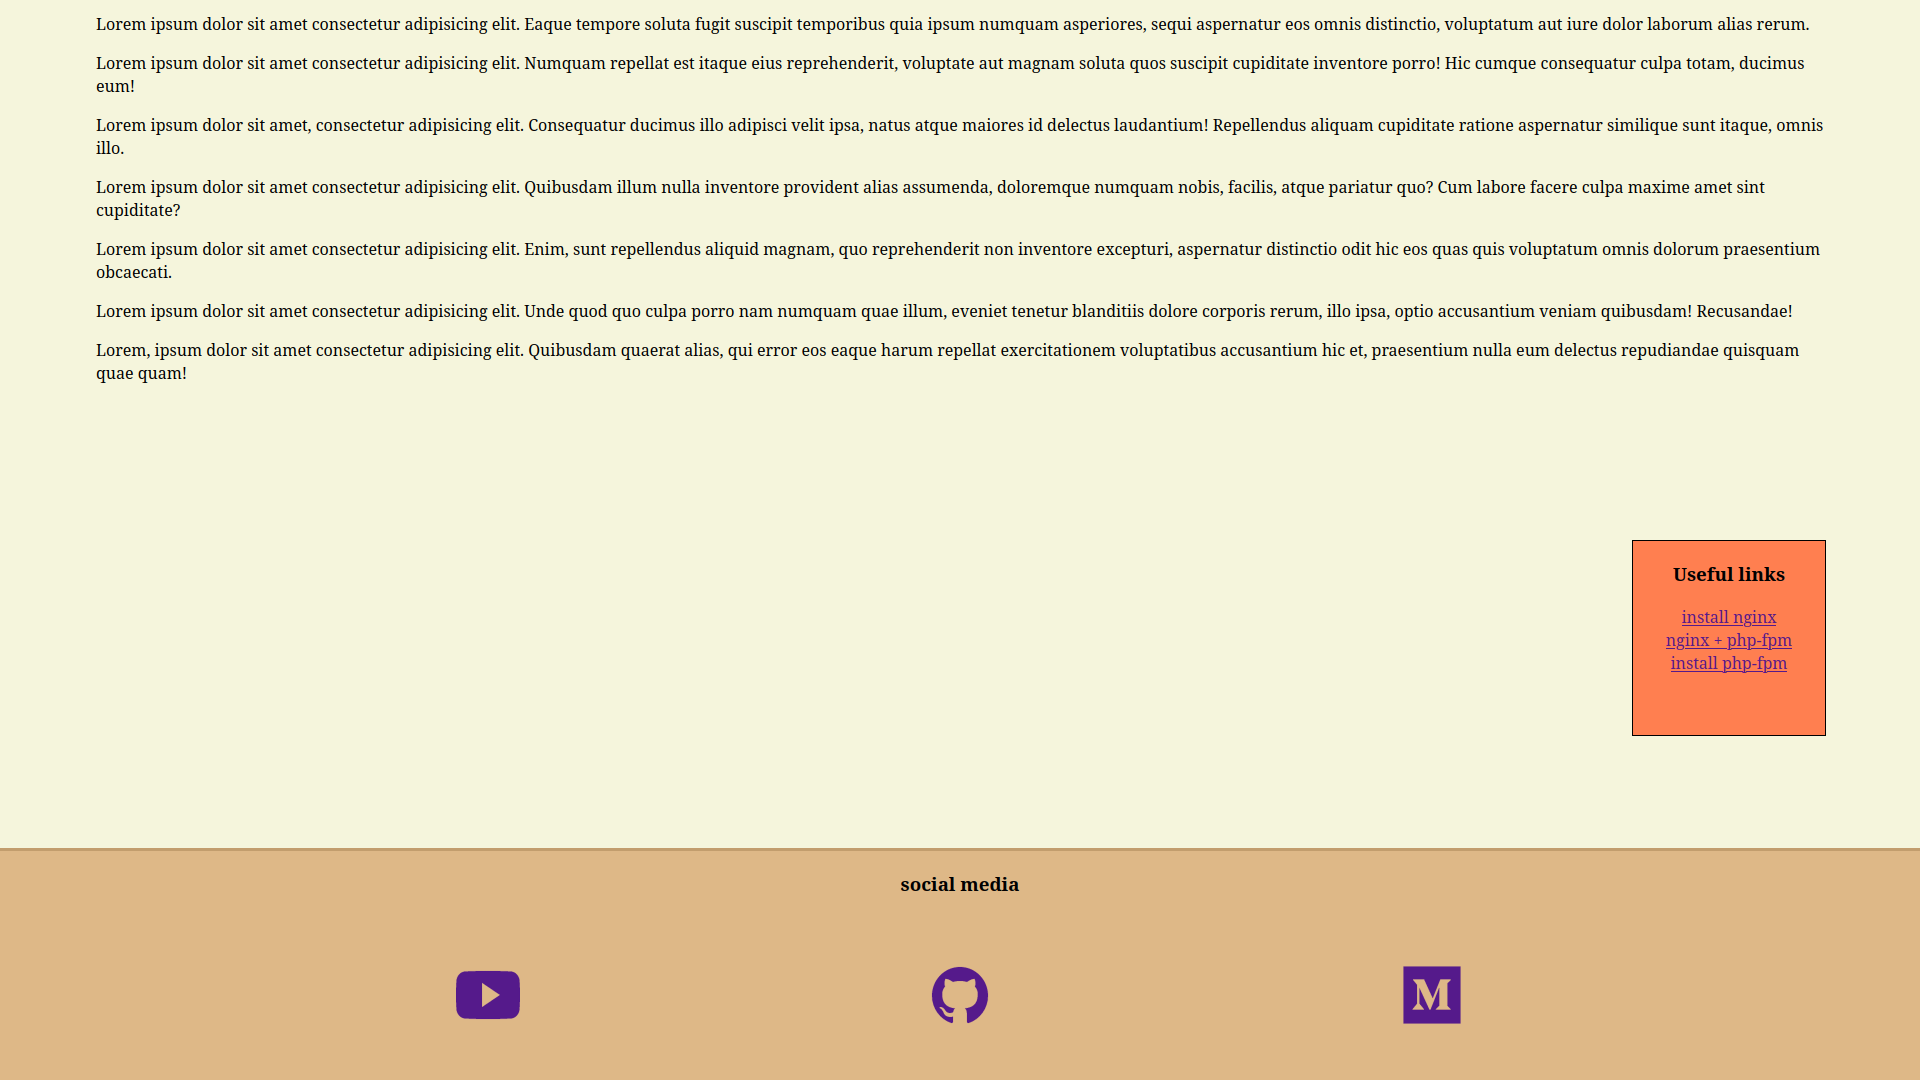 Lorem ipsum dolor sit amet consectetur adipisicing elit. Eaque tempore soluta fugit suscipit temporibus quia ipsum numquam asperiores, sequi aspernatur eos omnis distinctio, voluptatum aut iure dolor laborum alias rerum.
Lorem ipsum dolor sit amet consectetur adipisicing elit. Numquam repellat est itaque eius reprehenderit, voluptate aut magnam soluta quos suscipit cupiditate inventore porro! Hic cumque consequatur culpa totam, ducimus
eum!
Lorem ipsum dolor sit amet, consectetur adipisicing elit. Consequatur ducimus illo adipisci velit ipsa, natus atque maiores id delectus laudantium! Repellendus aliquam cupiditate ratione aspernatur similique sunt itaque, omnis
illo.
Lorem ipsum dolor sit amet consectetur adipisicing elit. Quibusdam illum nulla inventore provident alias assumenda, doloremque numquam nobis, facilis, atque pariatur quo? Cum labore facere culpa maxime amet sint
cupiditate?
Lorem ipsum dolor sit amet consectetur adipisicing elit. Enim, sunt repellendus aliquid magnam, quo reprehenderit non inventore excepturi, aspernatur distinctio odit hic eos quas quis voluptatum omnis dolorum praesentium
obcaecati.
Lorem ipsum dolor sit amet consectetur adipisicing elit. Unde quod quo culpa porro nam numquam quae illum, eveniet tenetur blanditiis dolore corporis rerum, illo ipsa, optio accusantium veniam quibusdam! Recusandae!
Lorem, ipsum dolor sit amet consectetur adipisicing elit. Quibusdam quaerat alias, qui error eos eaque harum repellat exercitationem voluptatibus accusantium hic et, praesentium nulla eum delectus repudiandae quisquam
quae quam!
Useful links
install nginx
nginx + php-fpm
install php-fpm
social media
M